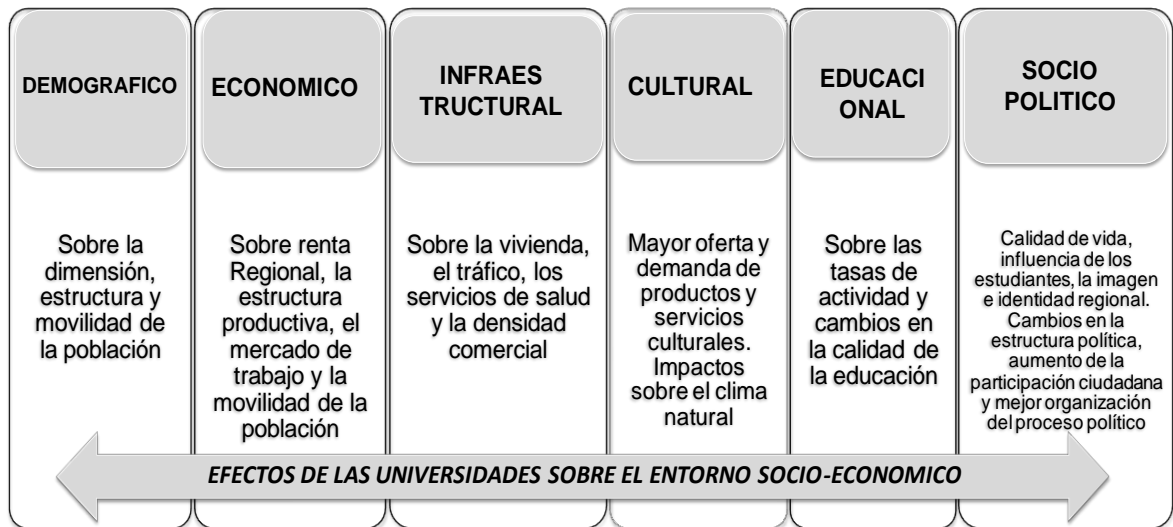 DEMOGRAFICO
Sobre la
dimensión,
estructura y
movilidad de
la población
ECONOMICO
Sobre renta
Regional, la
estructura
productiva, el
mercado de
trabajo y la
movilidad de la
población
INFRAES
TRUCTURAL
Sobre la vivienda,
el tráfico, los
servicios de salud
y la densidad
comercial
CULTURAL
Mayor oferta y
demanda de
productos y
servicios
culturales.
Impactos
sobre el clima
natural
EDUCACI
ONAL
Sobre las
tasas de
actividad y
cambios en
la calidad de
la educación
SOCIO
POLITICO
Calidad de vida,
influencia de los
estudiantes, la imagen
e identidad regional.
Cambios en la
estructura política,
aumento de la
participación ciudadana
y mejor organización
del proceso político
EFECTOS DE LAS UNIVERSIDADES SOBRE EL ENTORNO SOCIO-ECONOMICO